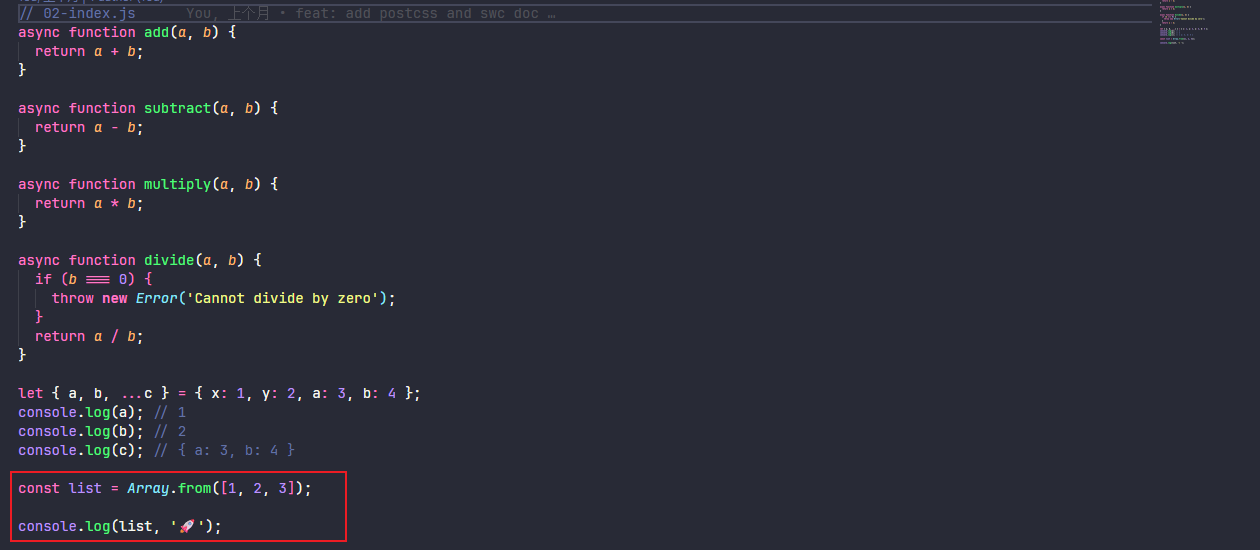 // 02-index.js You, 上个月 • feat: add postcss and swc doc …
async function add(a, b) {
return a + b;
}
async function subtract(a, b) {
return a - b;
}
async function multiply(a, b) {
return a * b;
}
async function divide(a, b) {
if (b === 0) {
throw new Error('Cannot divide by zero');
}
return a / b;
}
let { a, b, ...c } = { x: 1, y: 2, a: 3, b: 4 };
console.log(a); // 1
console.log(b); // 2
console.log(c); // { a: 3, b: 4 }
const list = Array.from([1, 2, 3]);
console.log(list, '🚀');